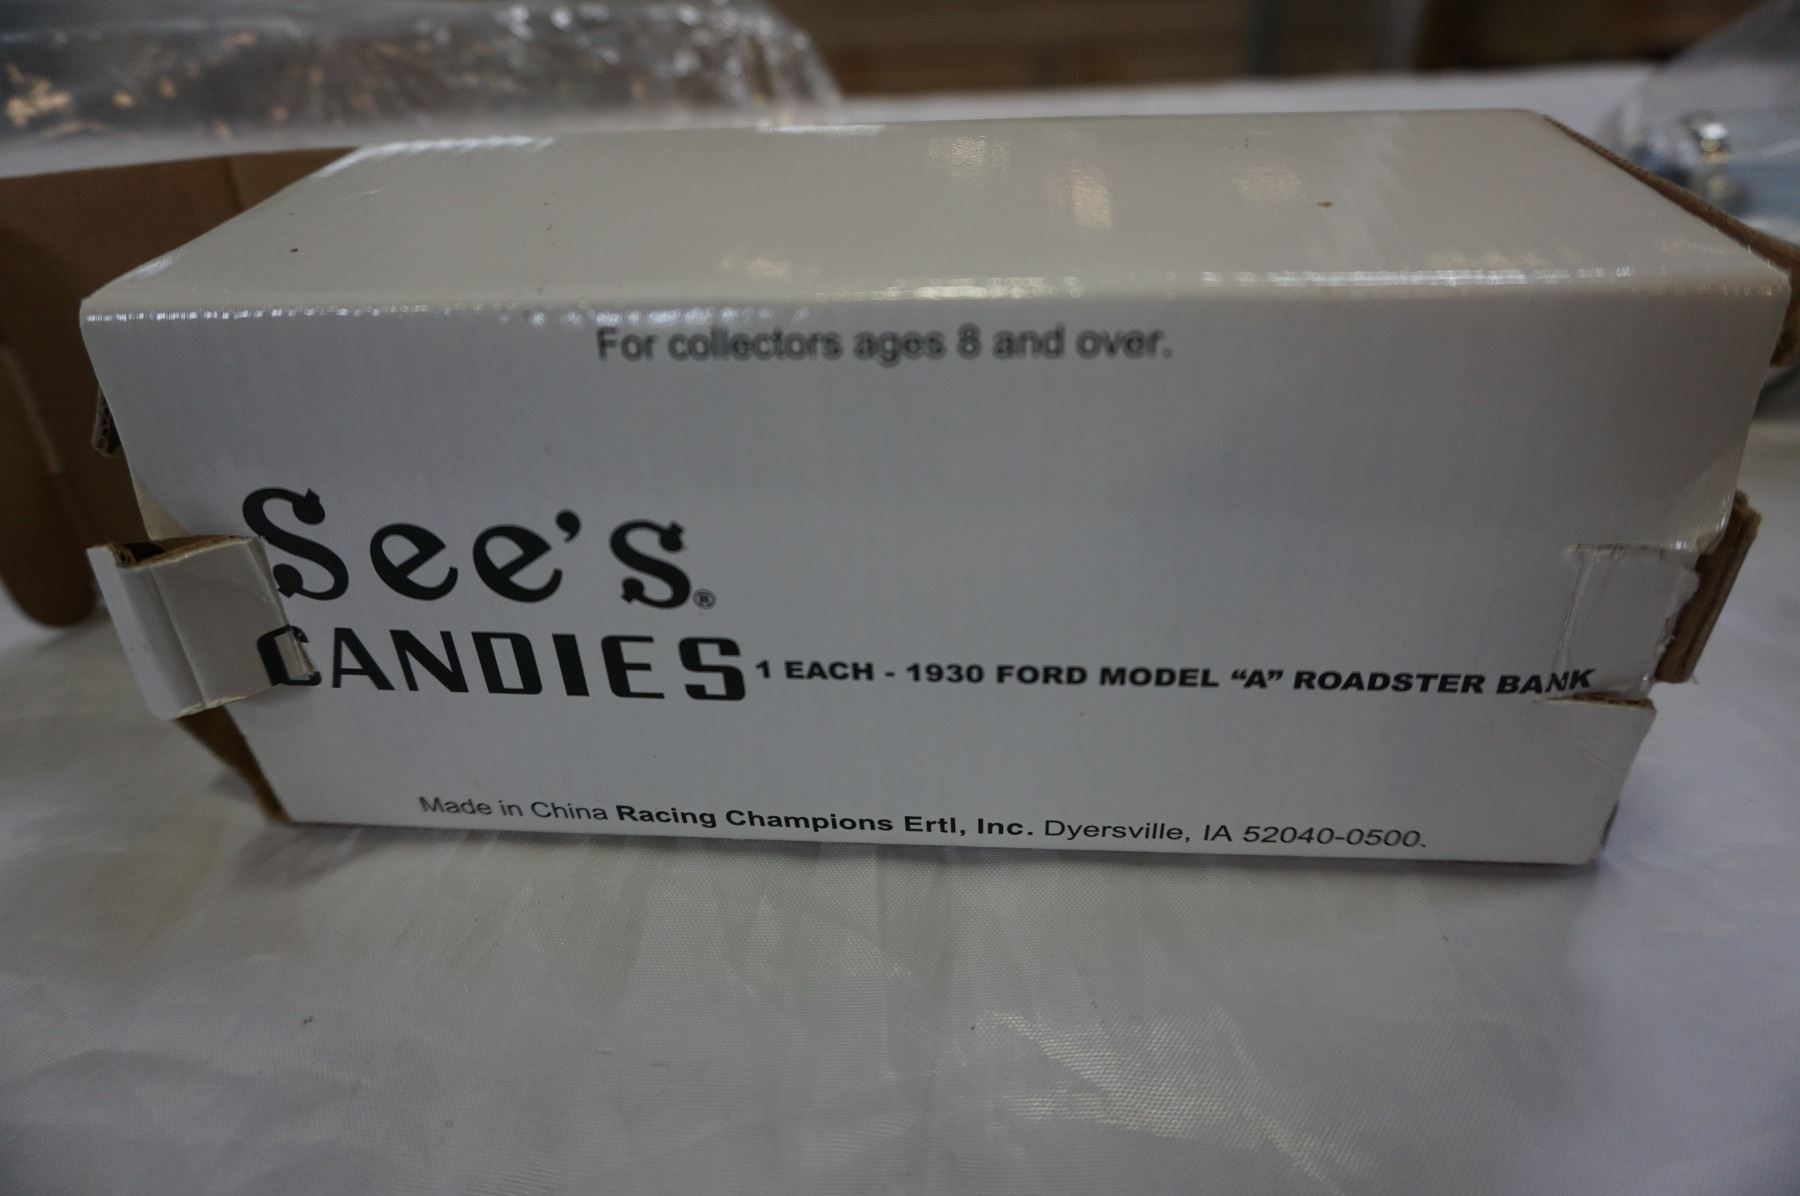 For collectors ages 8 and over.
See's®
CANDIES
1 EACH - 1930 FORD MODEL “A” ROADSTER BANK
Made in China Racing Champions Ertl, Inc. Dyersville, IA 52040-0500.